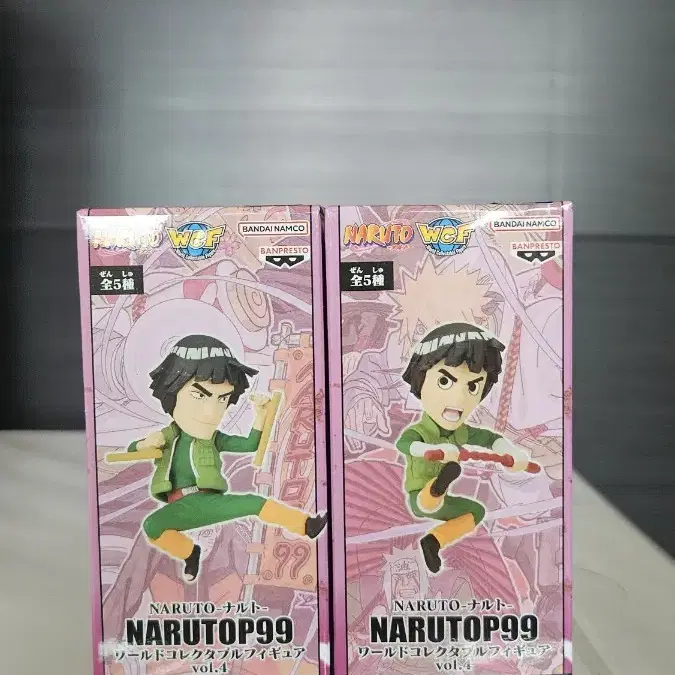 NARUTO WCF
BANDAI NAMCO
BANPRESTO
ぜん しゅ
全5種
NARUTO-ナルト-
NARUTOP99
ワールドコレクタブルフィギュア
vol.4
NARUTO WCF
BANDAI NAMCO
BANPRESTO
ぜん しゅ
全5種
NARUTO-ナルト-
NARUTOP99
ワールドコレクタブルフィギュア
vol.4